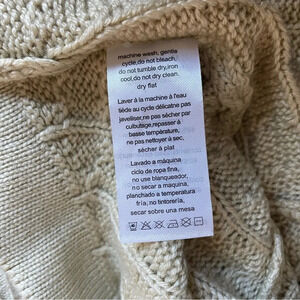 machine wash, gentle
cycle,do not bleach,
do not tumble dry,iron
cool,do not dry clean.
dry flat
Laver à la machine à l'eau
tiède au cycle délicatne pas
javeliser,ne pas sécher par
culbutage,repasser à
basse température,
ne pas nettoyer à sec,
sécher à plat
Lavado a máquina
ciclo de ropa fina,
no use blanqueador,
no secar a maquina,
planchado a temperatura
fría; no tintorería,
secar sobre una mesa